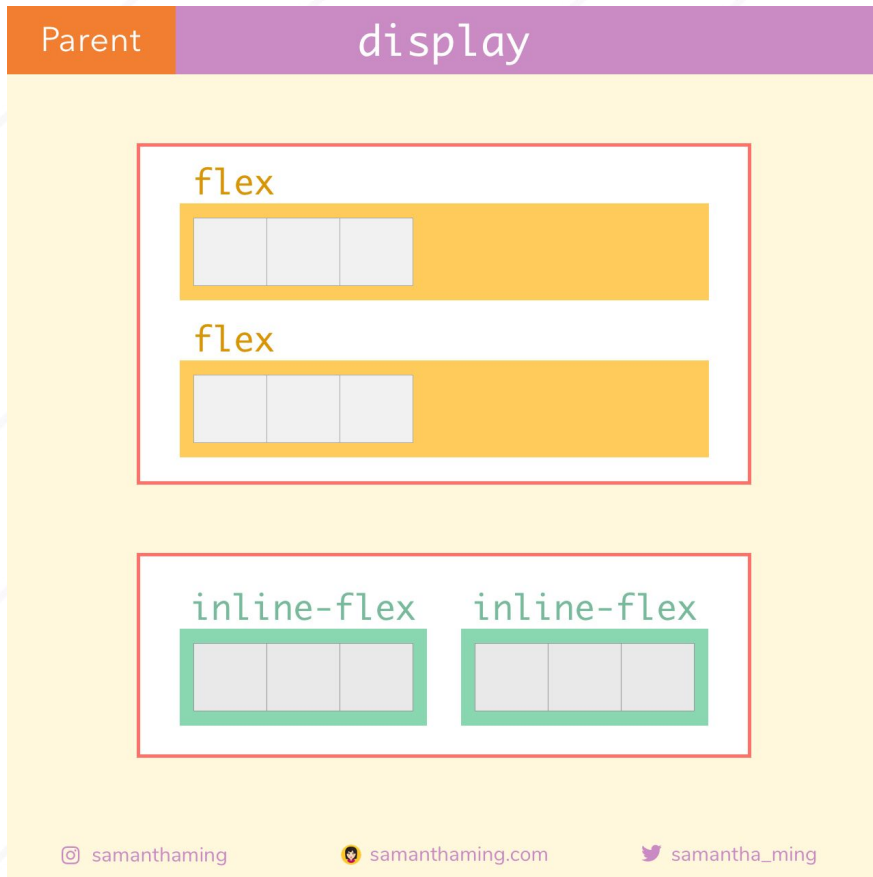 Parent display
flex
flex
inline-flex inline-flex
samanthaming samanthaming.com samantha_ming